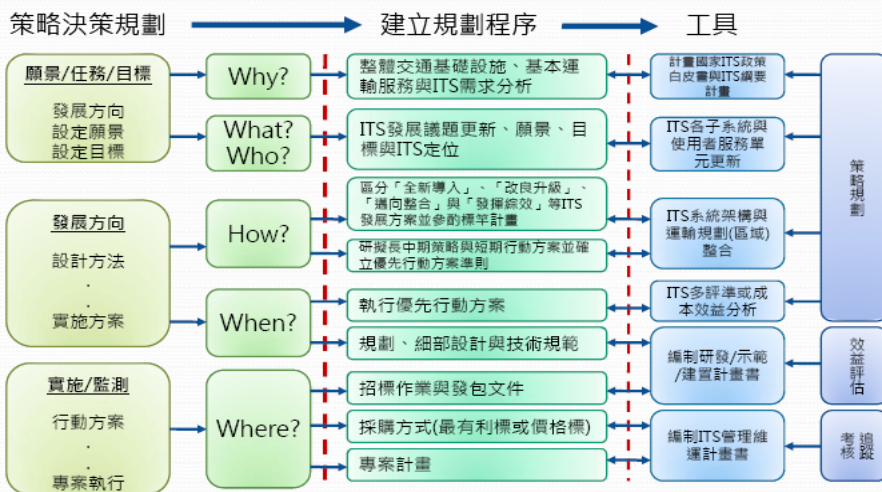 策略決策規劃
建立規劃程序
工具
願景/任務/目標
發展方向
設定願景
設定目標
發展方向
設計方法
.
.
實施方案
實施/監測
行動方案
.
.
專案執行
Why?
What?
Who?
How?
When?
Where?
整體交通基礎設施、基本運
輸服務與ITS需求分析
ITS發展議題更新、願景、目
標與ITS定位
區分「全新導入」、「改良升級」、
「邁向整合」與「發揮綜效」等ITS
發展方案並參酌標竿計畫
研擬長中期策略與短期行動方案並確
立優先行動方案準則
執行優先行動方案
規劃、細部設計與技術規範
招標作業與發包文件
採購方式(最有利標或價格標)
專案計畫
計畫國家ITS政策
白皮書與ITS綱要
計畫
ITS各子系統與
使用者服務單
元更新
ITS系統架構與
運輸規劃(區域)
整合
ITS多評準或成
本效益分析
編制研發/示範
/建置計畫書
編制ITS管理維
運計畫書
策略規劃
效益評估
追蹤
考核